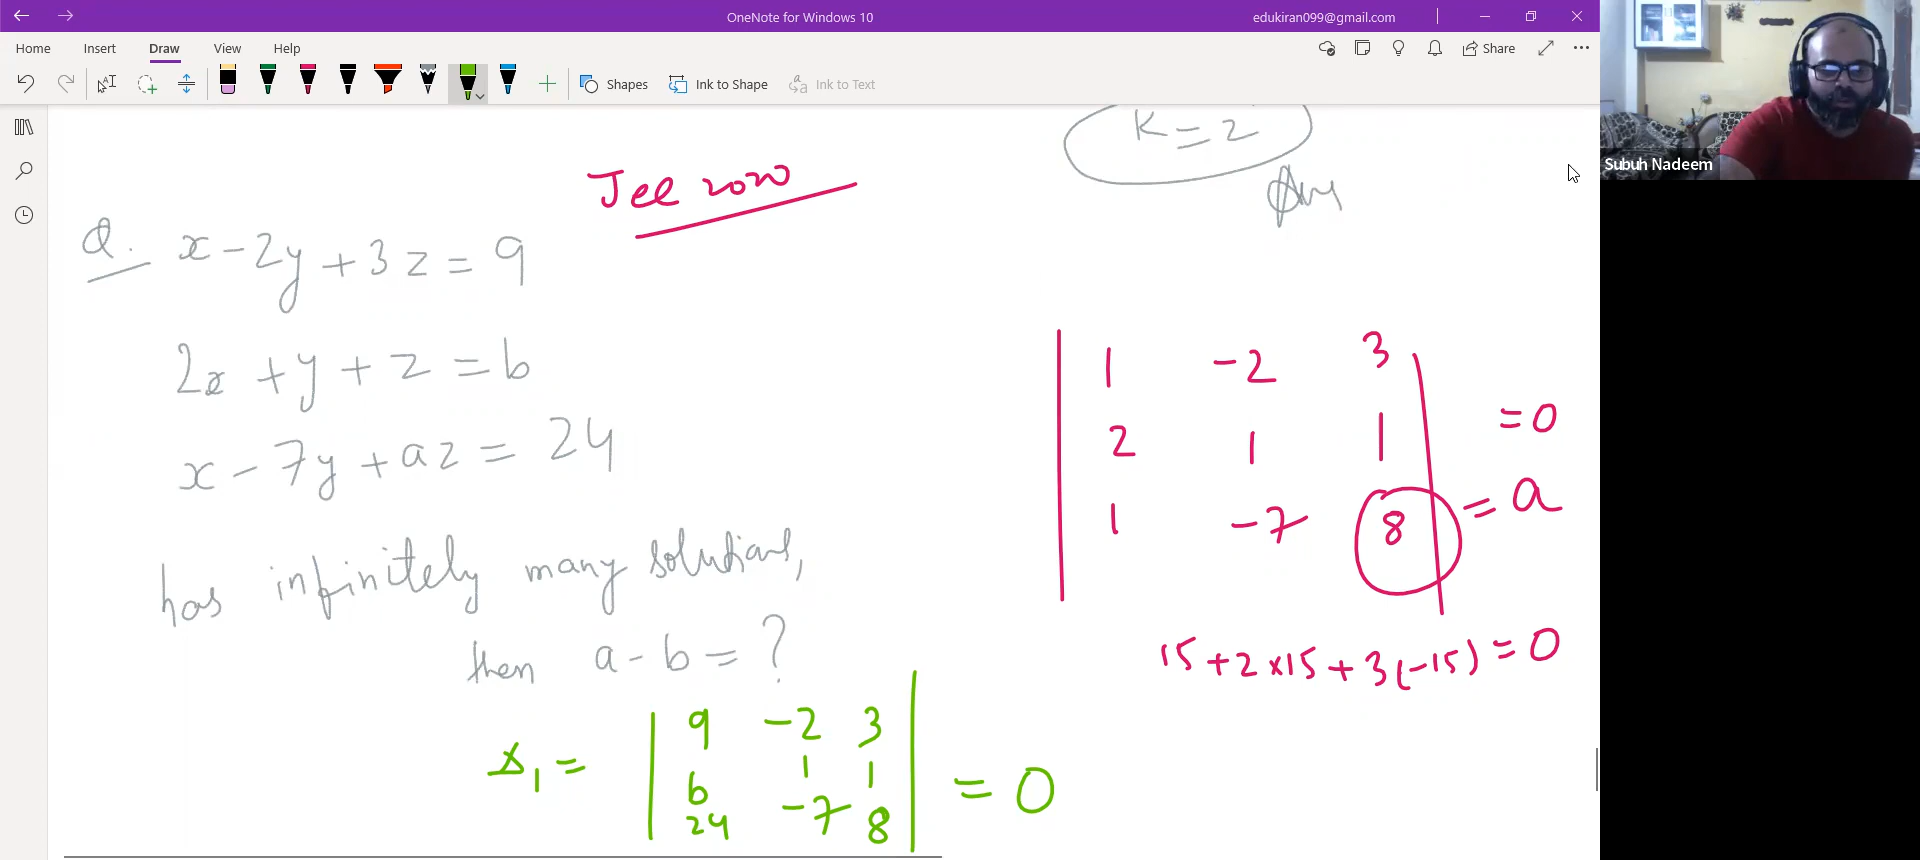 OneNote for Windows 10
edukiran099@gmail.com
Home Insert Draw View Help
Share
Shapes Ink to Shape Ink to Text
Subuh Nadeem
K = 2
Ans
Jee 2020
Q. x - 2y + 3z = 9
2x + y + z = b
x - 7y + az = 24
has infinitely many solutions,
then a - b = ?
Δ1 = | 9 -2 3 |
| b 1 1 | = 0
| 24 -7 8 |
| 1 -2 3 |
| 2 1 1 | = 0
| 1 -7 8 | = a
15 + 2 × 15 + 3(-15) = 0